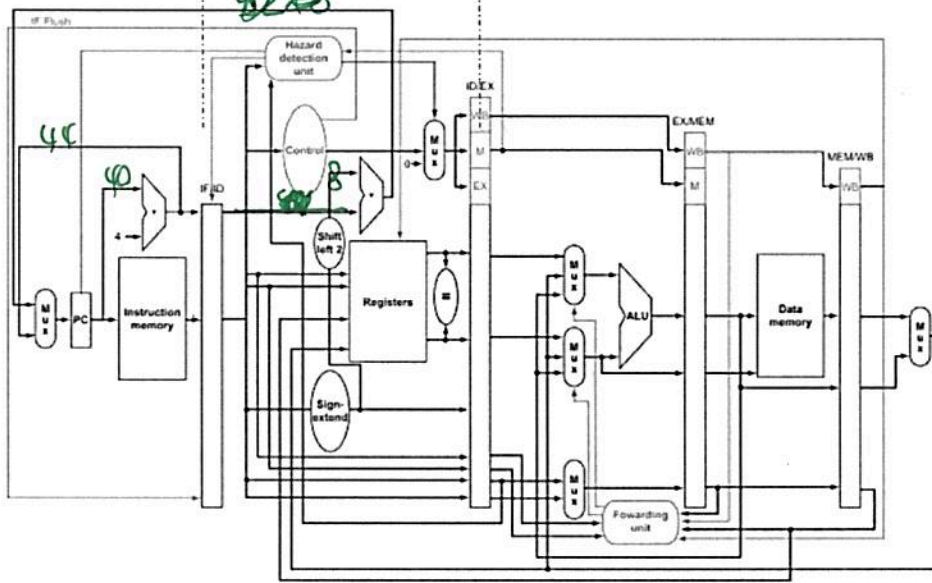 IF.Flush
Hazard
detection
unit
ID/EX
WB
M
EX
Control
M
u
x
0
EX/MEM
WB
M
MEM/WB
WB
44
40
8
IF/ID
+
4
+
Shift
left 2
M
u
x
PC
Instruction
memory
Registers
=
M
u
x
M
u
x
ALU
Data
memory
M
u
x
Sign-
extend
M
u
x
Fowarding
unit